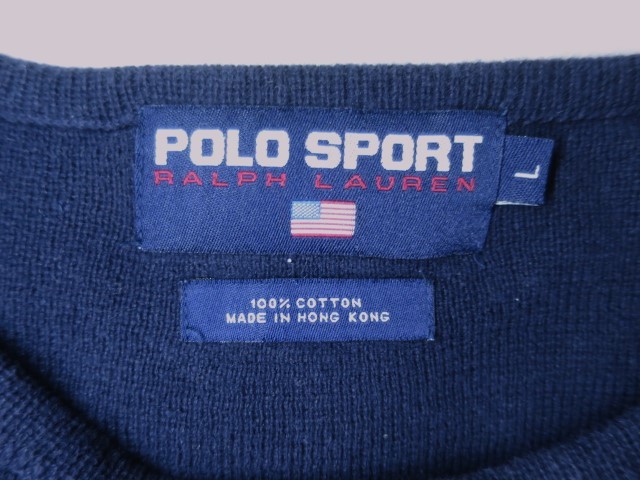 POLO SPORT
RALPH LAUREN
L
100% COTTON
MADE IN HONG KONG